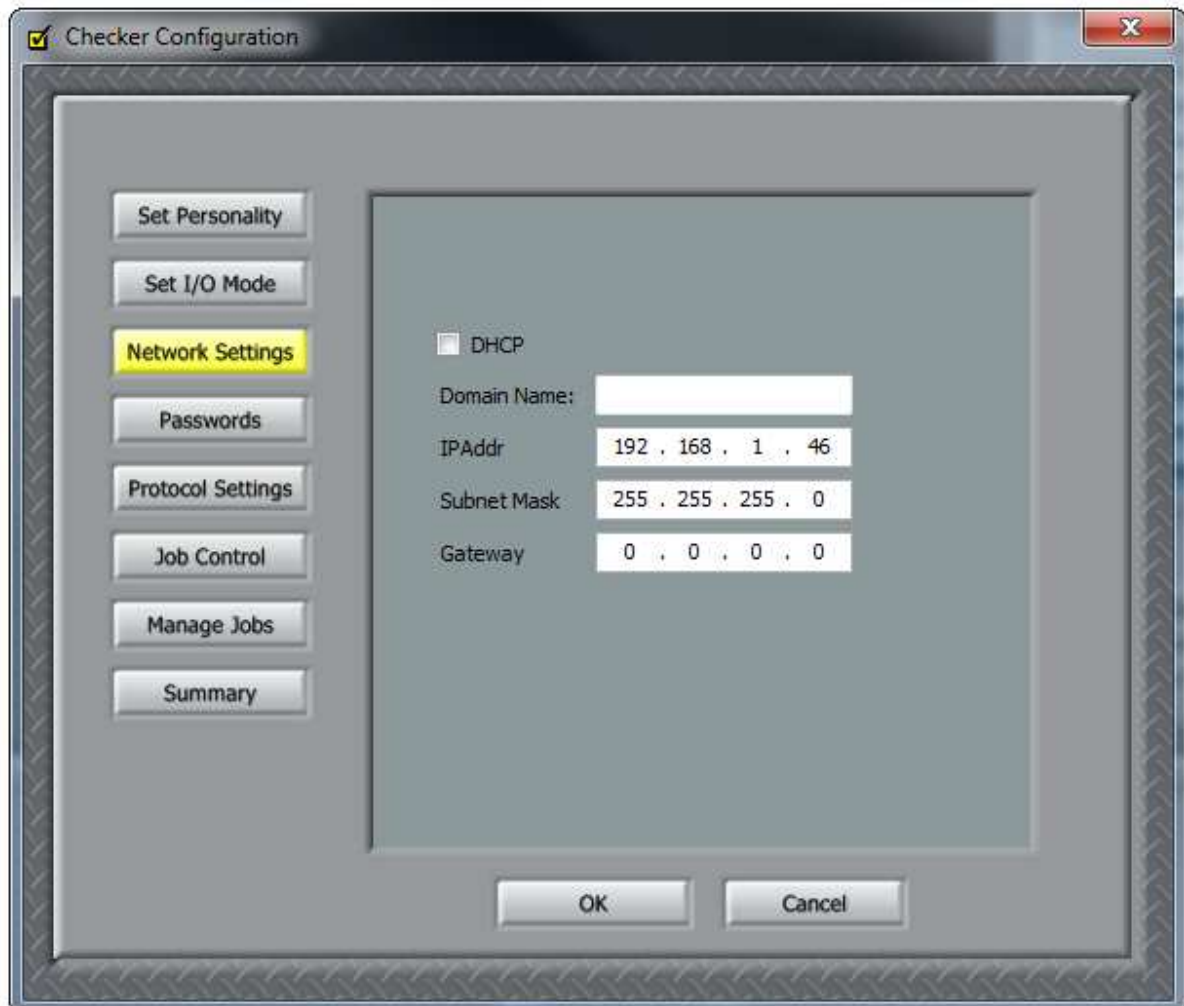 Checker Configuration
Set Personality
Set I/O Mode
Network Settings
Passwords
Protocol Settings
Job Control
Manage Jobs
Summary
DHCP
Domain Name:
IPAddr 192 . 168 . 1 . 46
Subnet Mask 255 . 255 . 255 . 0
Gateway 0 . 0 . 0 . 0
OK
Cancel